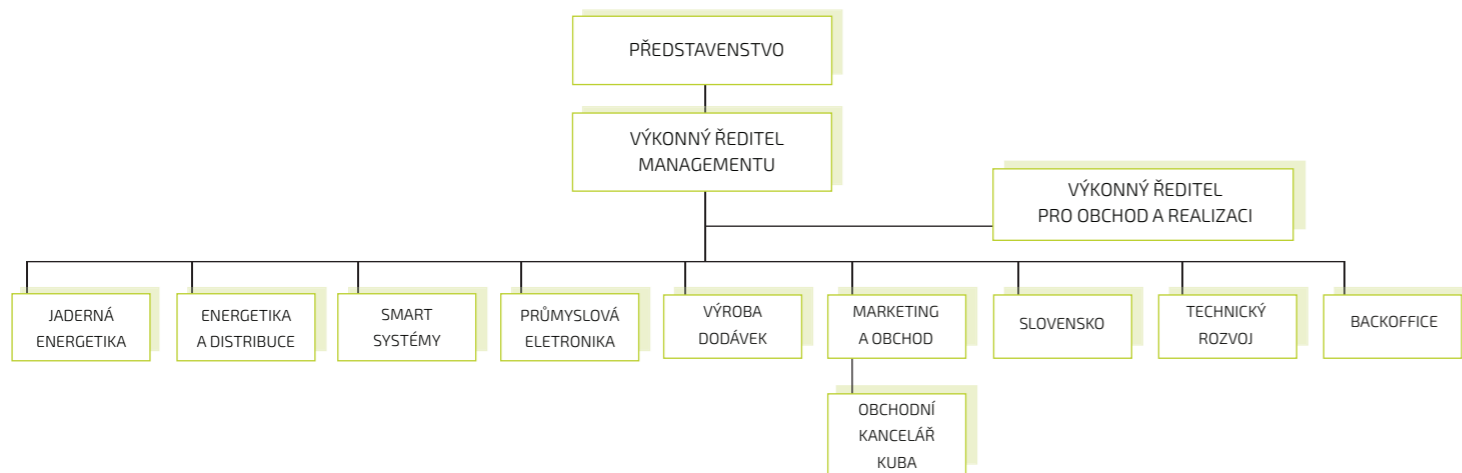 PŘEDSTAVENSTVO
VÝKONNÝ ŘEDITEL
MANAGEMENTU
VÝKONNÝ ŘEDITEL
PRO OBCHOD A REALIZACI
JADERNÁ
ENERGETIKA
ENERGETIKA
A DISTRIBUCE
SMART
SYSTÉMY
PRŮMYSLOVÁ
ELETRONIKA
VÝROBA
DODÁVEK
MARKETING
A OBCHOD
SLOVENSKO
TECHNICKÝ
ROZVOJ
BACKOFFICE
OBCHODNÍ
KANCELÁŘ
KUBA